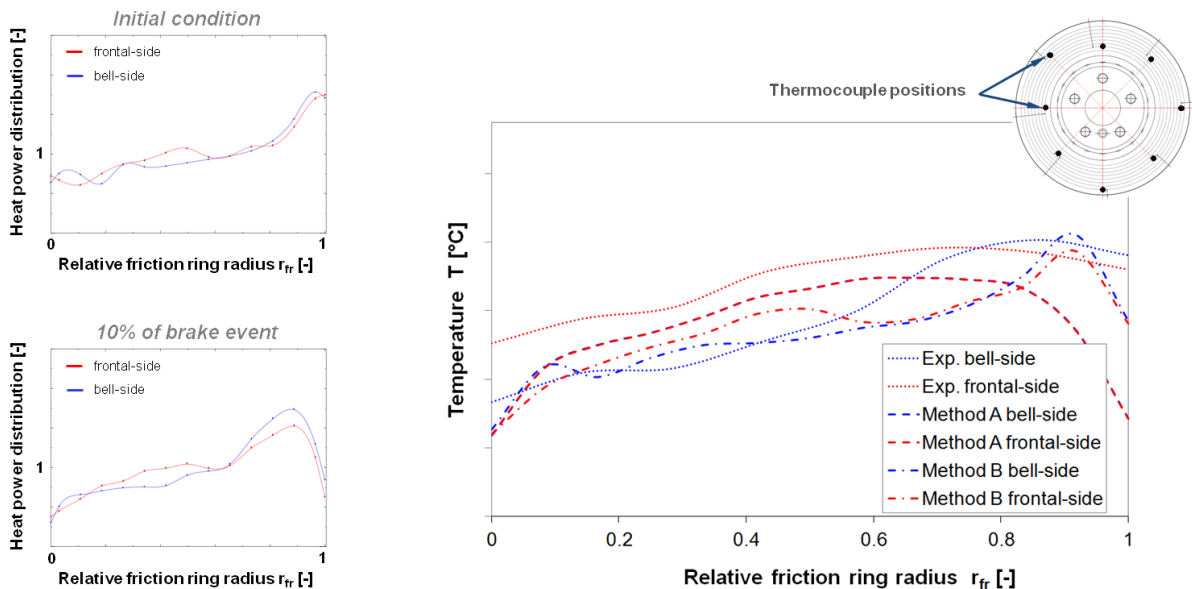 Initial condition
Heat power distribution [-]
frontal-side
bell-side
1
0
1
Relative friction ring radius rfr [-]
10% of brake event
Heat power distribution [-]
frontal-side
bell-side
1
0
1
Relative friction ring radius rfr [-]
Thermocouple positions
Temperature T [°C]
Exp. bell-side
Exp. frontal-side
Method A bell-side
Method A frontal-side
Method B bell-side
Method B frontal-side
0
0.2
0.4
0.6
0.8
1
Relative friction ring radius rfr [-]